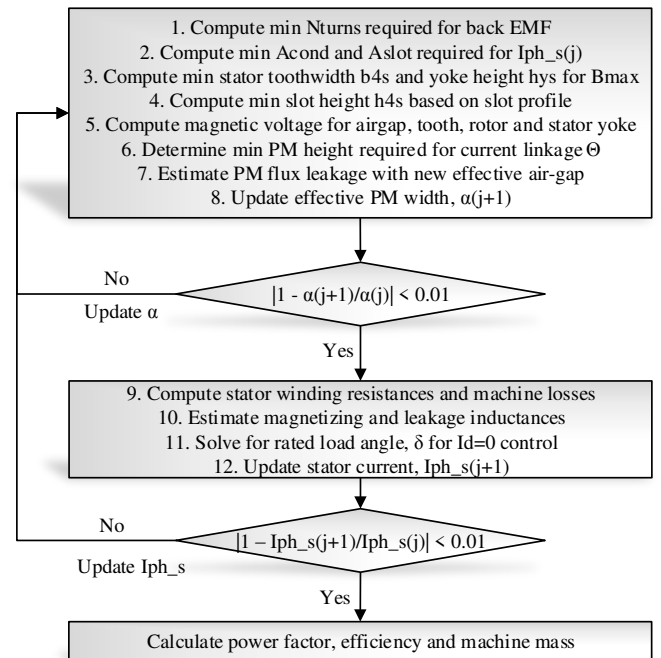 1. Compute min Nturns required for back EMF
2. Compute min Acond and Aslot required for Iph_s(j)
3. Compute min stator toothwidth b4s and yoke height hys for Bmax
4. Compute min slot height h4s based on slot profile
5. Compute magnetic voltage for airgap, tooth, rotor and stator yoke
6. Determine min PM height required for current linkage Θ
7. Estimate PM flux leakage with new effective air-gap
8. Update effective PM width, α(j+1)
No
|1 - α(j+1)/α(j)| < 0.01
Update α
Yes
9. Compute stator winding resistances and machine losses
10. Estimate magnetizing and leakage inductances
11. Solve for rated load angle, δ for Id=0 control
12. Update stator current, Iph_s(j+1)
No
|1 – Iph_s(j+1)/Iph_s(j)| < 0.01
Update Iph_s
Yes
Calculate power factor, efficiency and machine mass